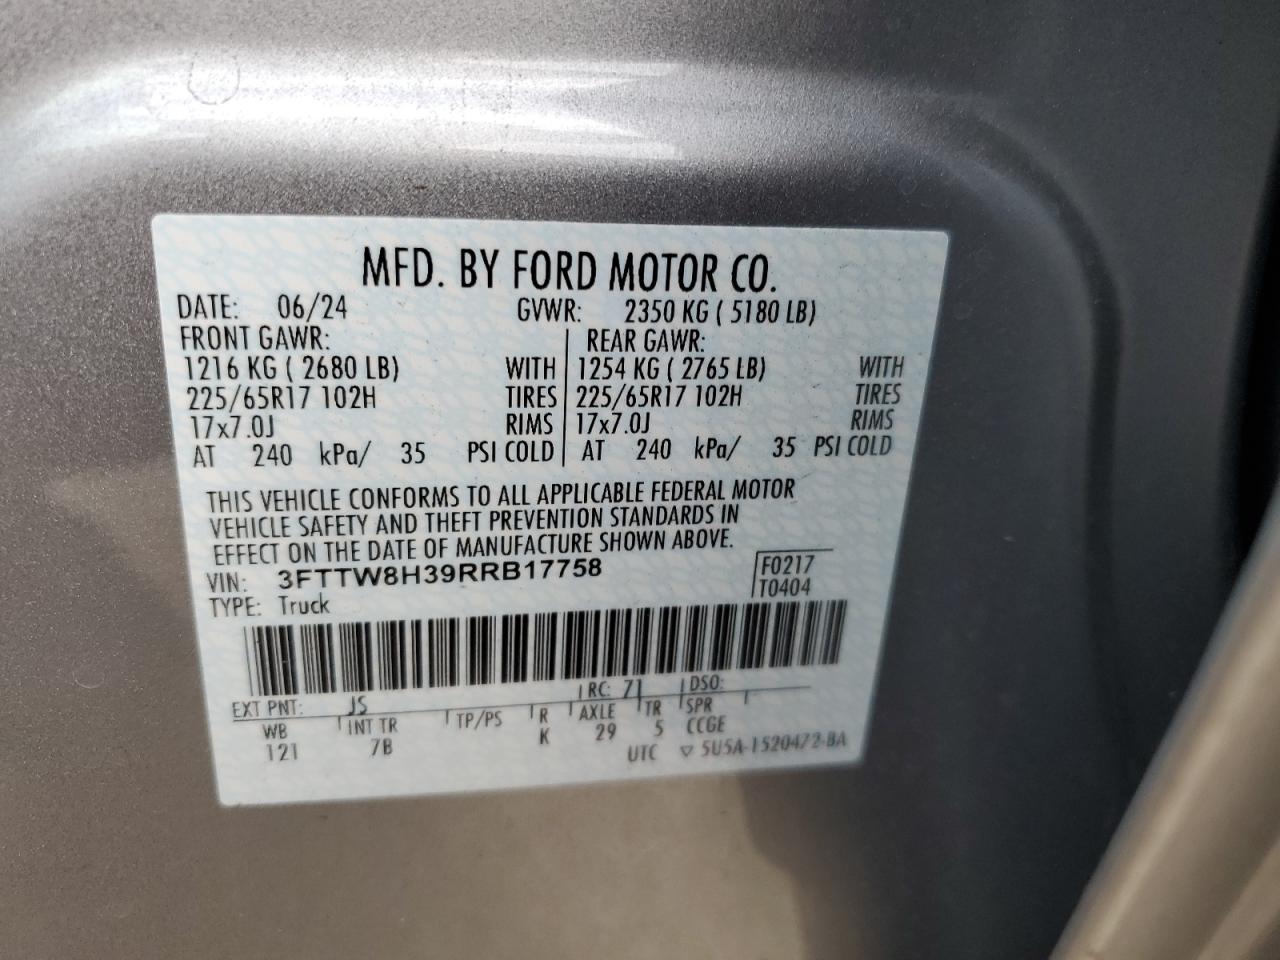 MFD. BY FORD MOTOR CO.
DATE: 06/24 GVWR: 2350 KG ( 5180 LB)
FRONT GAWR: REAR GAWR:
1216 KG ( 2680 LB) WITH 1254 KG ( 2765 LB) WITH
225/65R17 102H TIRES 225/65R17 102H TIRES
17x7.0J RIMS 17x7.0J RIMS
AT 240 kPa/ 35 PSI COLD AT 240 kPa/ 35 PSI COLD
THIS VEHICLE CONFORMS TO ALL APPLICABLE FEDERAL MOTOR
VEHICLE SAFETY AND THEFT PREVENTION STANDARDS IN
EFFECT ON THE DATE OF MANUFACTURE SHOWN ABOVE.
VIN: 3FTTW8H39RRB17758 F0217
TYPE: Truck T0404
EXT PNT: JS RC: 71 DSO:
WB INT TR TP/PS R AXLE TR SPR
121 7B K 29 5 CCGE
UTC ▽ 5U5A-1520472-BA